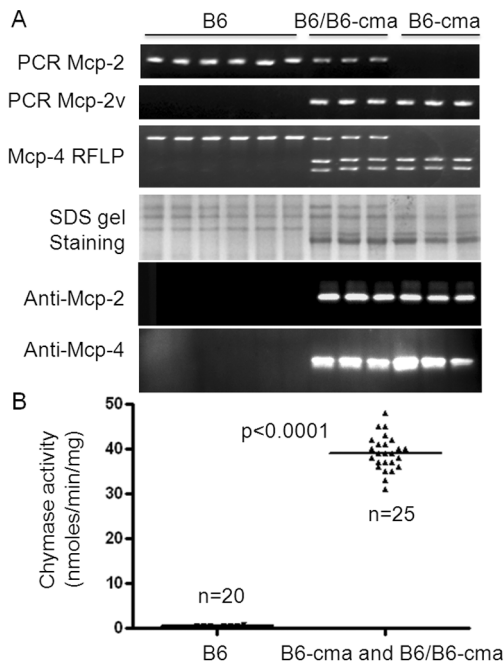 A
B6 B6/B6-cma B6-cma
PCR Mcp-2
PCR Mcp-2v
Mcp-4 RFLP
SDS gel
Staining
Anti-Mcp-2
Anti-Mcp-4
B
Chymase activity
(nmoles/min/mg)
50
40
30
20
10
0
p<0.0001
n=25
n=20
B6 B6-cma and B6/B6-cma